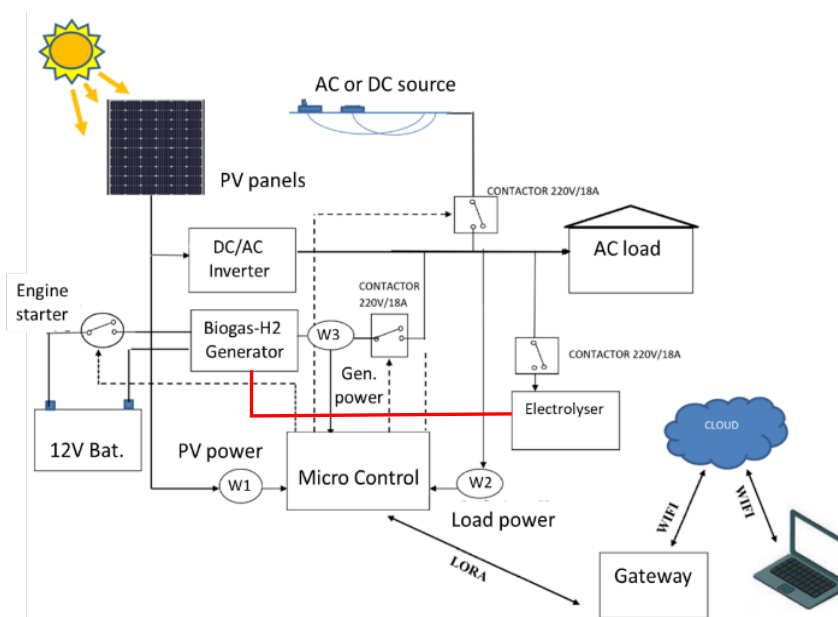 AC or DC source
PV panels
CONTACTOR 220V/18A
DC/AC
Inverter
AC load
Engine
starter
CONTACTOR
220V/18A
Biogas-H2
Generator
W3
CONTACTOR 220V/18A
Gen.
power
Electrolyser
CLOUD
12V Bat.
PV power
W1
Micro Control
W2
Load power
WIFI
WIFI
LORA
Gateway